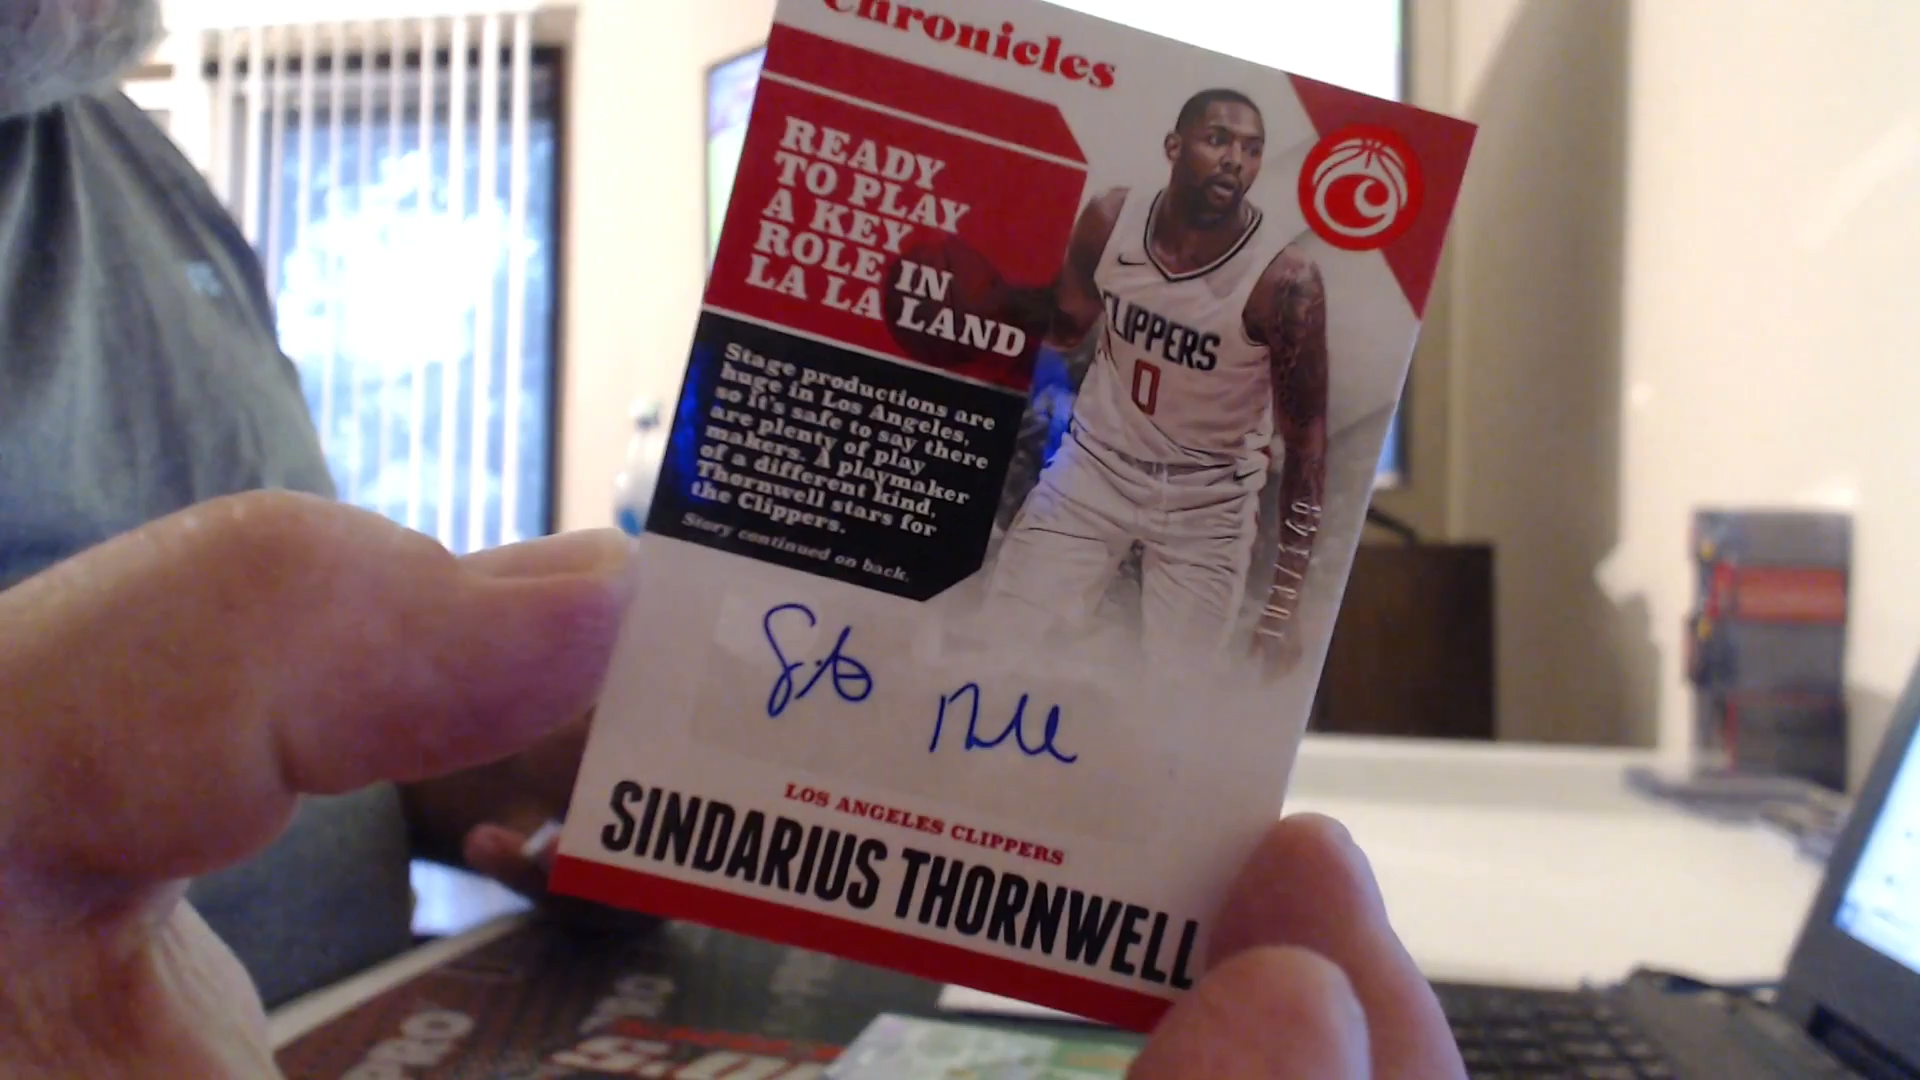 Chronicles
READY
TO PLAY
A KEY
ROLE IN
LA LA LAND
Stage productions are
huge in Los Angeles,
so it's safe to say there
are plenty of play
makers. A playmaker
of a different kind,
Thornwell stars for
the Clippers.
Story continued on back.
CLIPPERS
0
LOS ANGELES CLIPPERS
SINDARIUS THORNWELL
PRO